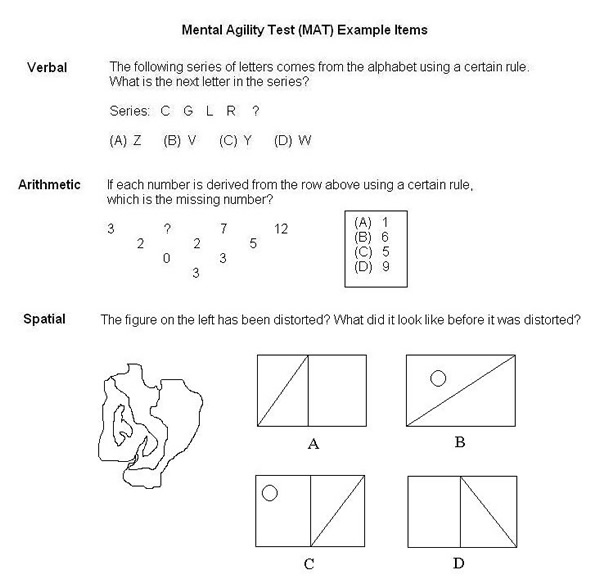 Mental Agility Test (MAT) Example Items
Verbal The following series of letters comes from the alphabet using a certain rule.
What is the next letter in the series?
Series: C G L R ?
(A) Z (B) V (C) Y (D) W
Arithmetic If each number is derived from the row above using a certain rule,
which is the missing number?
3 ? 7 12
2 2 5
0 3
3
(A) 1
(B) 6
(C) 5
(D) 9
Spatial The figure on the left has been distorted? What did it look like before it was distorted?
A
B
C
D